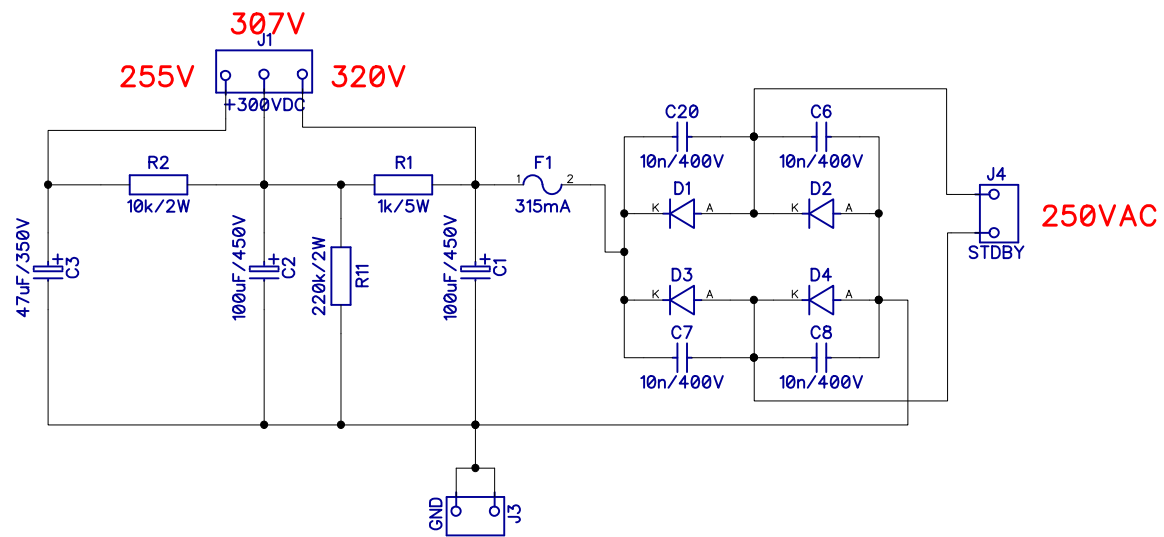 307V
J1
255V
320V
+300VDC
C20
C6
10n/400V
10n/400V
R2
R1
F1
1
2
D1
D2
J4
10k/2W
1k/5W
315mA
K
A
K
A
250VAC
STDBY
47uF/350V
+
C3
100uF/450V
+
C2
220k/2W
R11
100uF/450V
+
C1
D3
D4
K
A
K
A
C7
C8
10n/400V
10n/400V
GND
J3